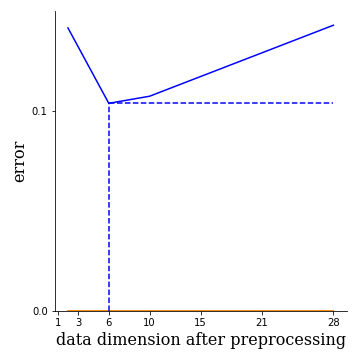 error
0.1
0.0
1 3 6 10 15 21 28
data dimension after preprocessing